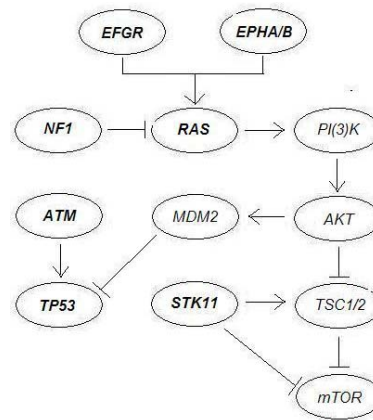 EFGR EPHA/B
NF1 RAS PI(3)K
ATM MDM2 AKT
TP53 STK11 TSC1/2
mTOR